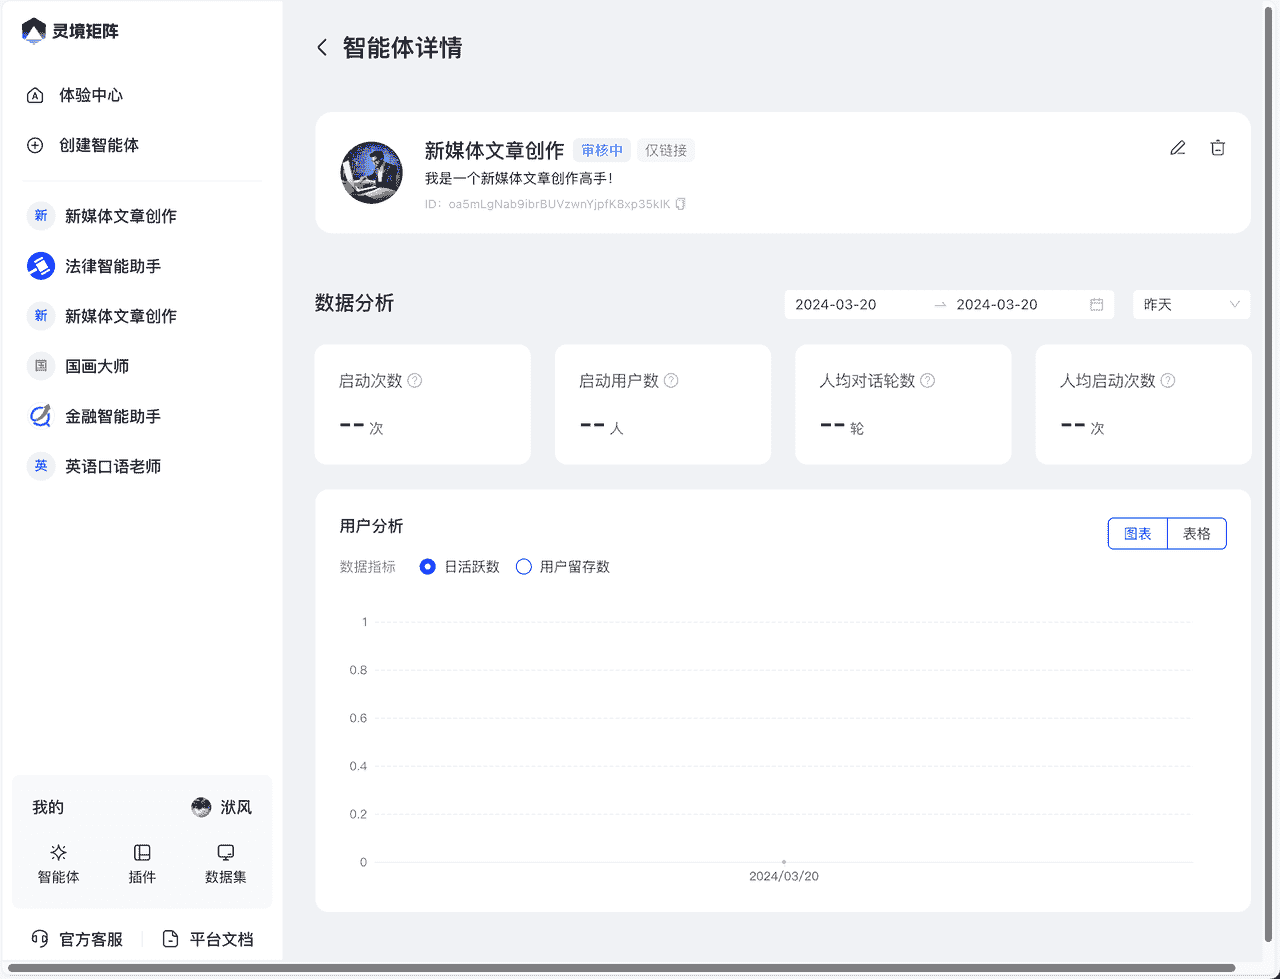 灵境矩阵
体验中心
创建智能体
新 新媒体文章创作
法律智能助手
新 新媒体文章创作
国 国画大师
金融智能助手
英 英语口语老师
我的 洑风
智能体 插件 数据集
官方客服 平台文档
智能体详情
新媒体文章创作 审核中 仅链接
我是一个新媒体文章创作高手！
ID：oa5mLgNab9ibrBUVzwnYjpfK8xp35kIK
数据分析 2024-03-20 → 2024-03-20 昨天
启动次数 启动用户数 人均对话轮数 人均启动次数
-- 次 -- 人 -- 轮 -- 次
用户分析 图表 表格
数据指标 日活跃数 用户留存数
1
0.8
0.6
0.4
0.2
0
2024/03/20